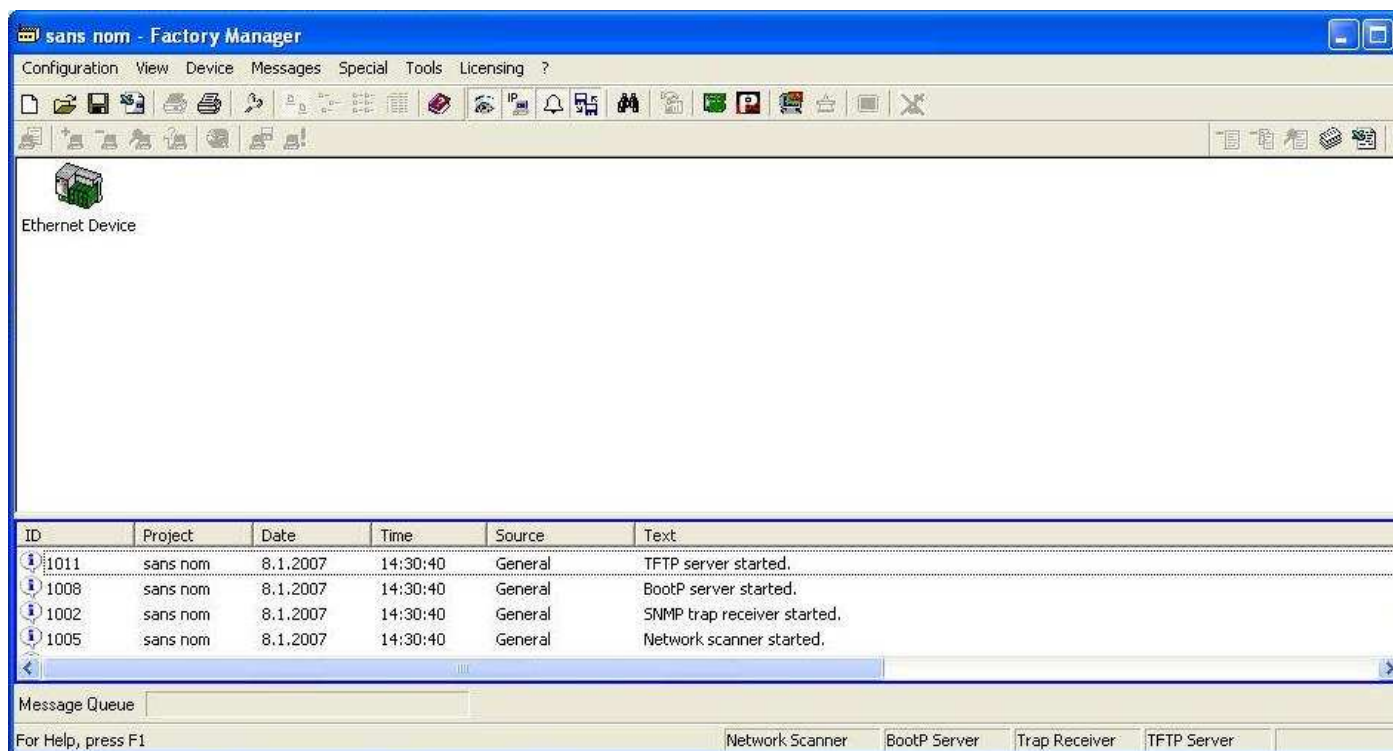 sans nom - Factory Manager
Configuration View Device Messages Special Tools Licensing ?
IP
Ethernet Device
ID Project Date Time Source Text
1011 sans nom 8.1.2007 14:30:40 General TFTP server started.
1008 sans nom 8.1.2007 14:30:40 General BootP server started.
1002 sans nom 8.1.2007 14:30:40 General SNMP trap receiver started.
1005 sans nom 8.1.2007 14:30:40 General Network scanner started.
Message Queue
For Help, press F1 Network Scanner BootP Server Trap Receiver TFTP Server